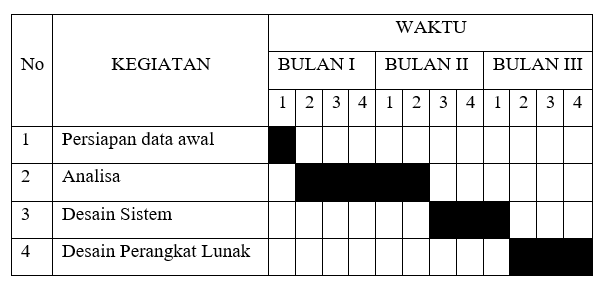 WAKTU
No KEGIATAN BULAN I BULAN II BULAN III
1 2 3 4 1 2 3 4 1 2 3 4
1 Persiapan data awal
2 Analisa
3 Desain Sistem
4 Desain Perangkat Lunak